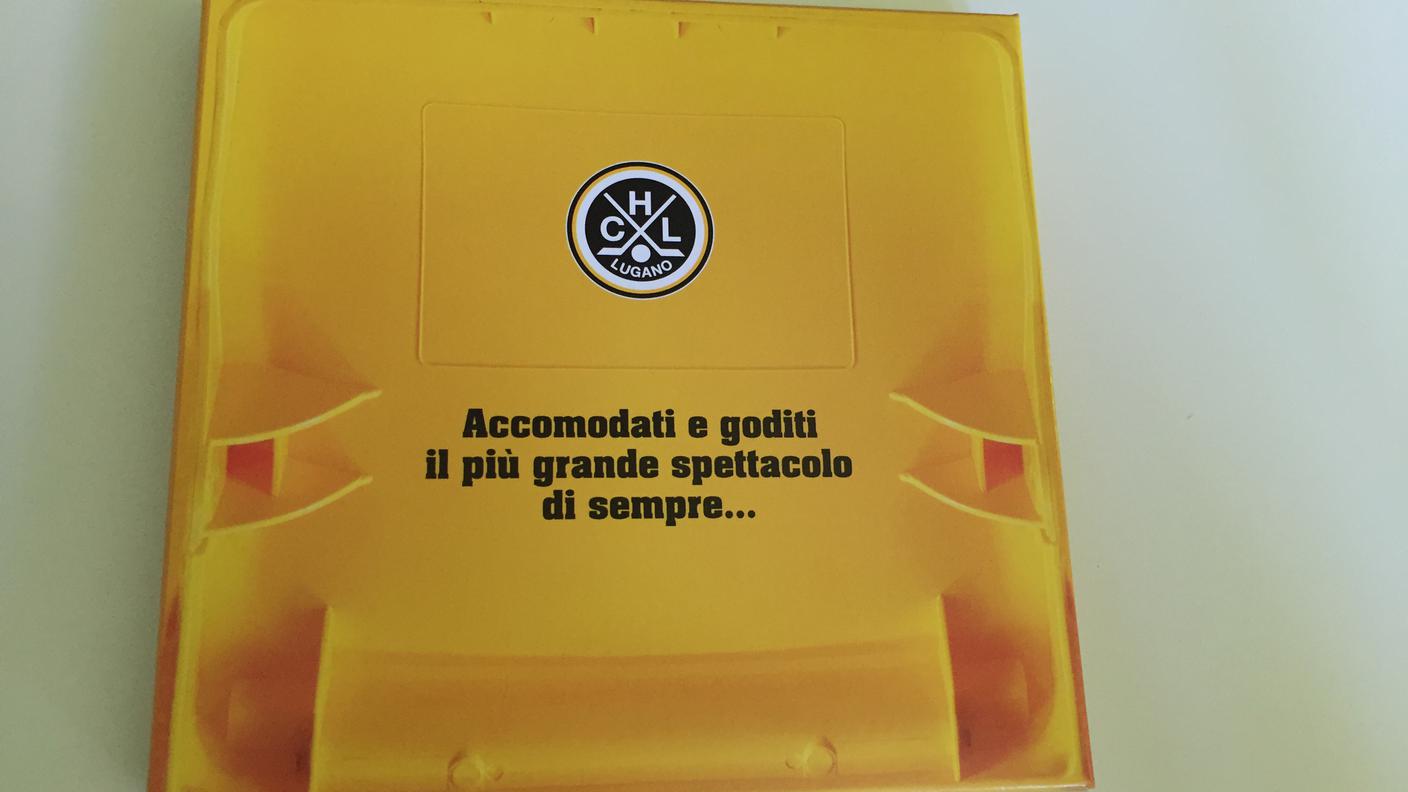 H
C L
LUGANO
Accomodati e goditi
il più grande spettacolo
di sempre...